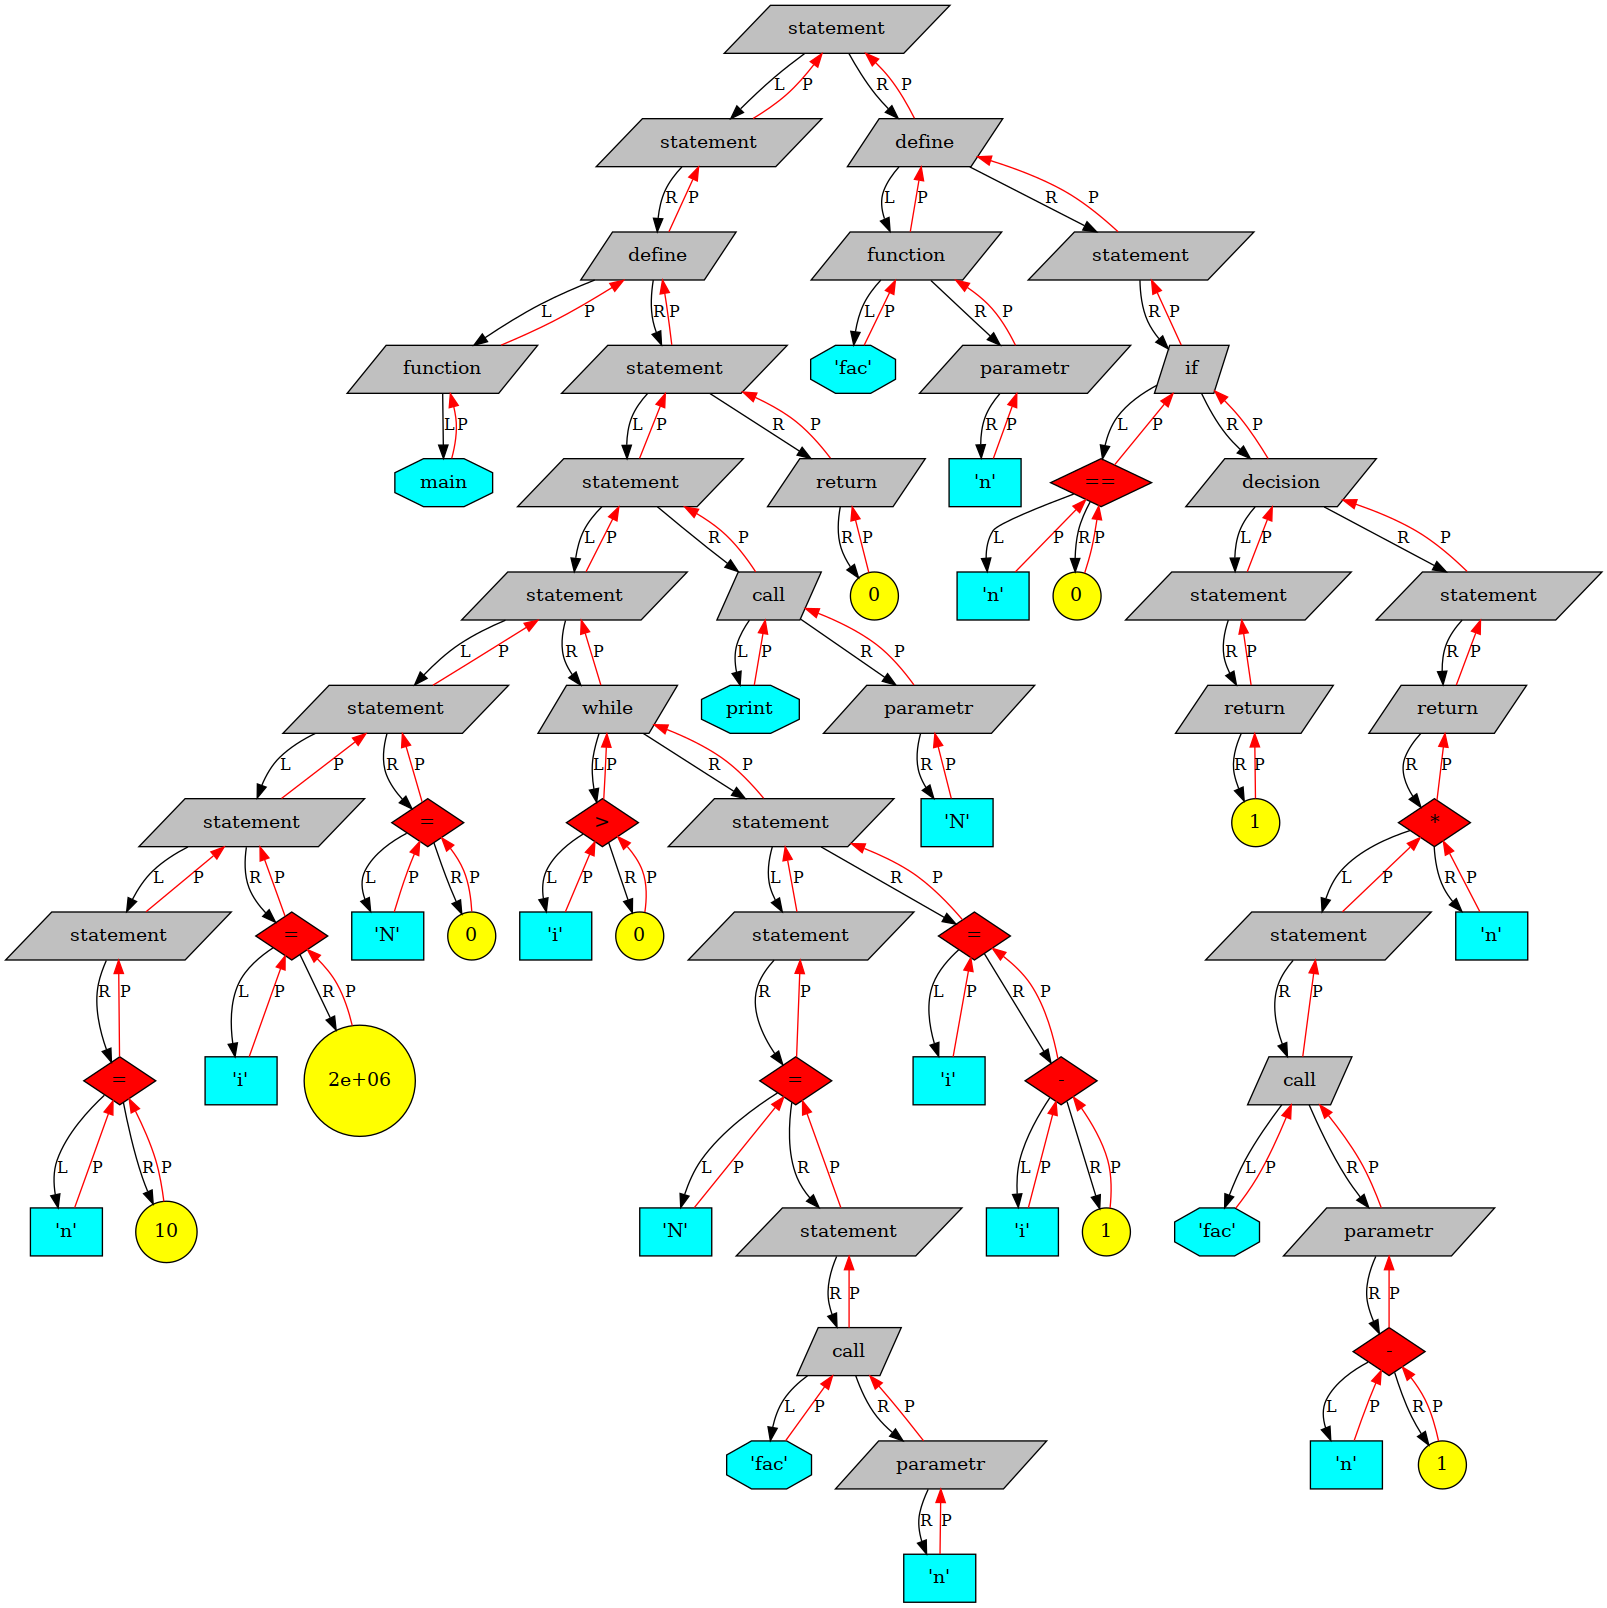 statement
L P R P
statement define
R P L P R P
define function statement
L P R P L P R P R P
function statement 'fac' parametr if
L P L P R P R P L P R P
main statement return 'n' == decision
L P R P R P L P R P L P R P
statement call 0 'n' 0 statement statement
L P R P L P R P R P R P
statement while print parametr return return
L P R P L P R P R P R P R P
statement = > statement 'N' 1 *
L P R P L P R P L P R P L P R P L P R P
statement = 'N' 0 'i' 0 statement = statement 'n'
R P L P R P R P L P R P R P
= 'i' 2e+06 = 'i' - call
L P R P L P R P L P R P L P R P
'n' 10 'N' statement 'i' 1 'fac' parametr
R P R P
call -
L P R P L P R P
'fac' parametr 'n' 1
R P
'n'